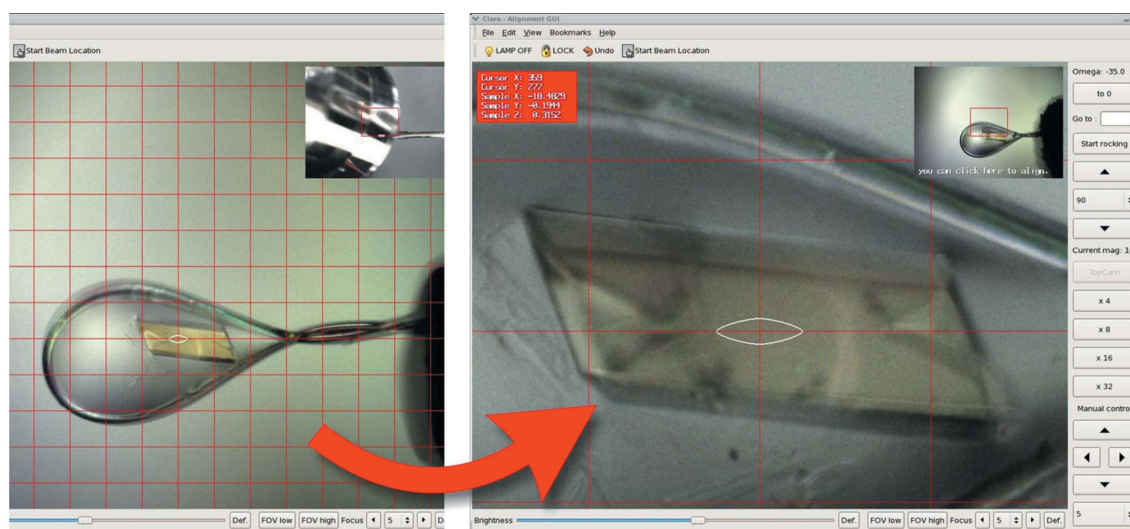 Start Beam Location
Def. FOV low FOV high Focus 5
Clara - Alignment GUI
File Edit View Bookmarks Help
LAMP OFF LOCK Undo Start Beam Location
Cursor X: 359
Cursor Y: 277
Sample X: -18.4829
Sample Y: -0.1944
Sample Z: 0.3152
you can click here to align.
Omega: -35.0
to 0
Go to :
Start rocking
90
Current mag: 1
TopCam
x 4
x 8
x 16
x 32
Manual contro
5
Brightness Def. FOV low FOV high Focus 5 Def.